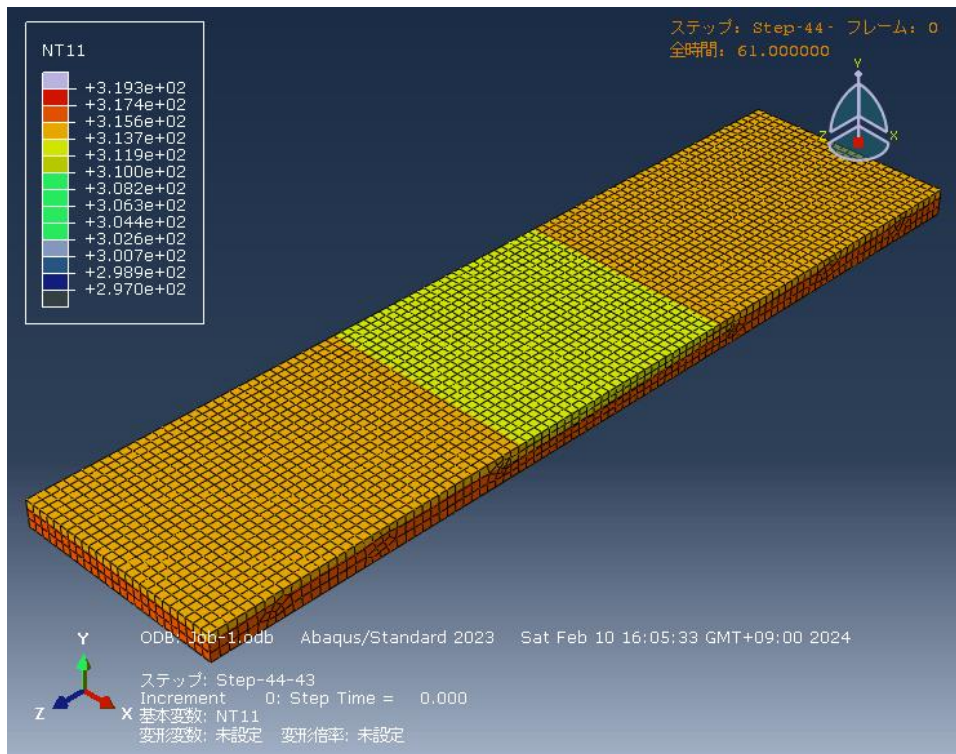 NT11
+3.193e+02
+3.174e+02
+3.156e+02
+3.137e+02
+3.119e+02
+3.100e+02
+3.082e+02
+3.063e+02
+3.044e+02
+3.026e+02
+3.007e+02
+2.989e+02
+2.970e+02
ステップ: Step-44- フレーム: 0
全時間: 61.000000
Y
Z X
ODB: Job-1.odb Abaqus/Standard 2023 Sat Feb 10 16:05:33 GMT+09:00 2024
ステップ: Step-44-43
Increment 0: Step Time = 0.000
基本変数: NT11
変形変数: 未設定 変形倍率: 未設定
Y
Z X